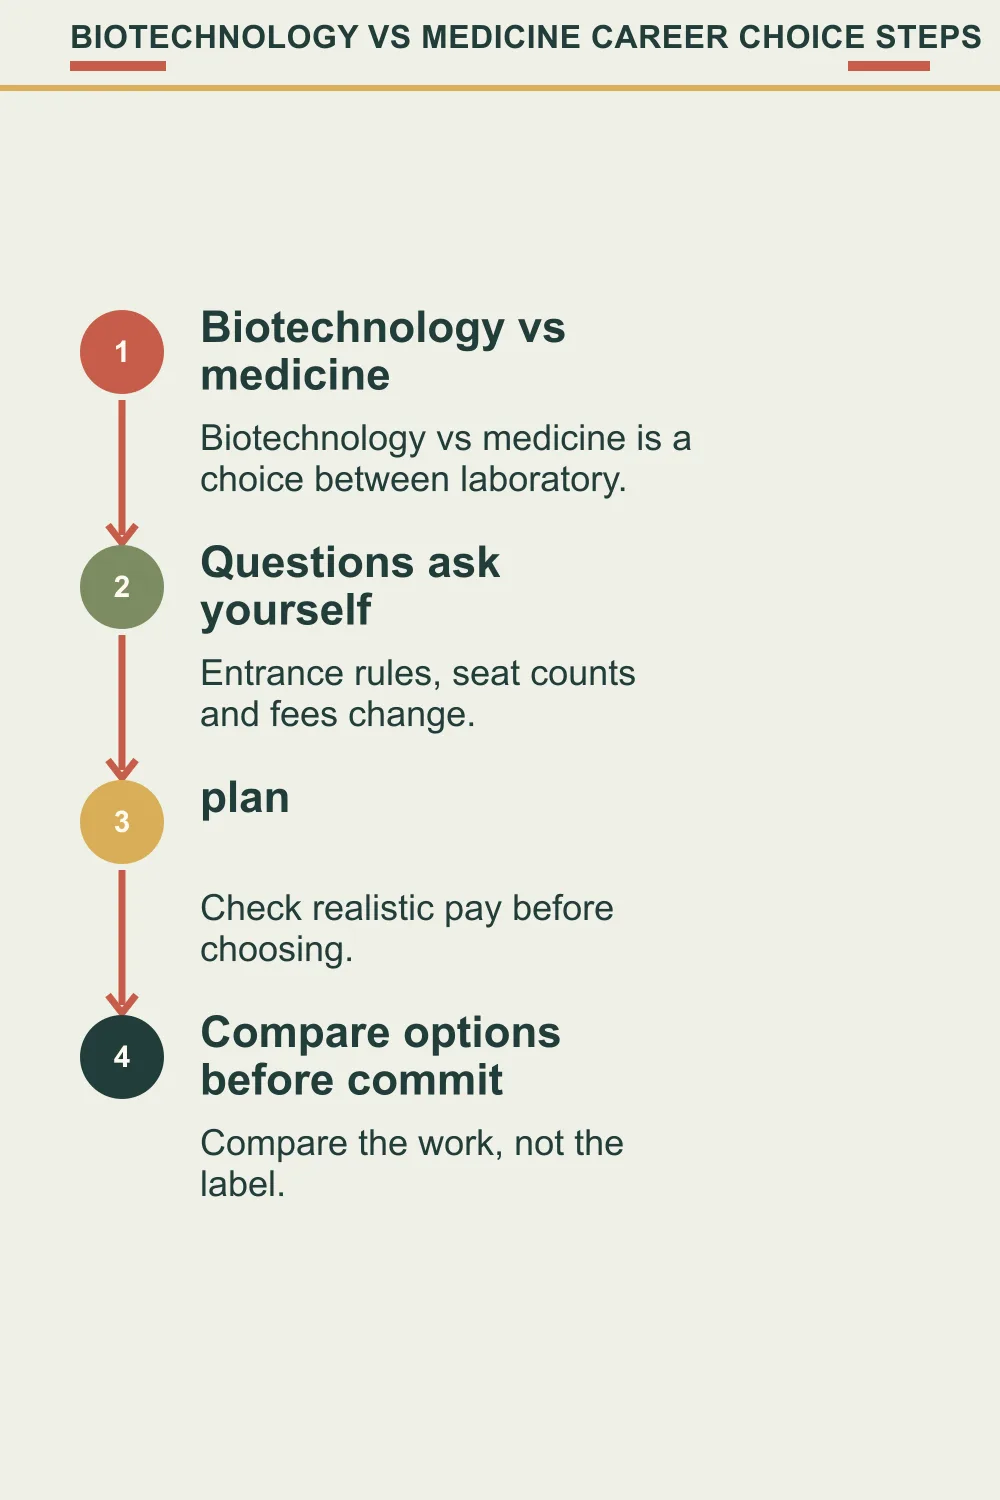 BIOTECHNOLOGY VS MEDICINE CAREER CHOICE STEPS
1
Biotechnology vs
medicine
Biotechnology vs medicine is a
choice between laboratory.
2
Questions ask
yourself
Entrance rules, seat counts
and fees change.
3
plan
Check realistic pay before
choosing.
4
Compare options
before commit
Compare the work, not the
label.